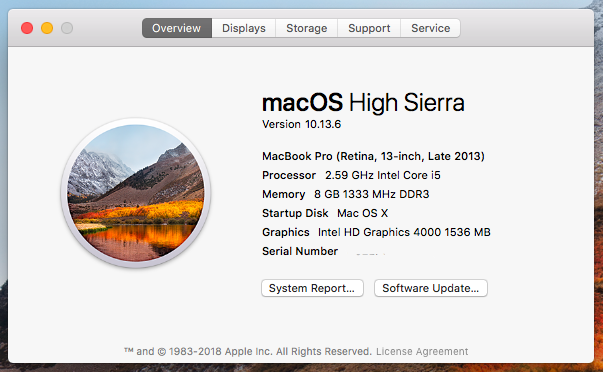 Overview Displays Storage Support Service
macOS High Sierra
Version 10.13.6
MacBook Pro (Retina, 13-inch, Late 2013)
Processor 2.59 GHz Intel Core i5
Memory 8 GB 1333 MHz DDR3
Startup Disk Mac OS X
Graphics Intel HD Graphics 4000 1536 MB
Serial Number
System Report... Software Update...
™ and © 1983-2018 Apple Inc. All Rights Reserved. License Agreement